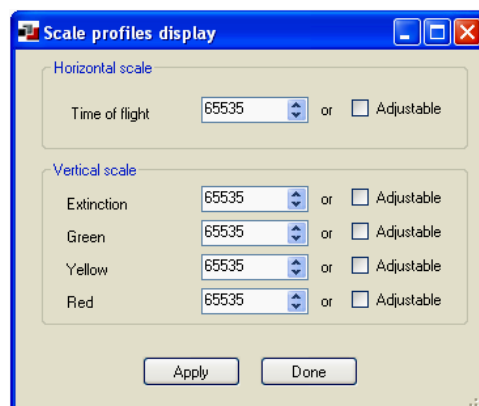 Scale profiles display
Horizontal scale
Time of flight 65535 or Adjustable
Vertical scale
Extinction 65535 or Adjustable
Green 65535 or Adjustable
Yellow 65535 or Adjustable
Red 65535 or Adjustable
Apply Done